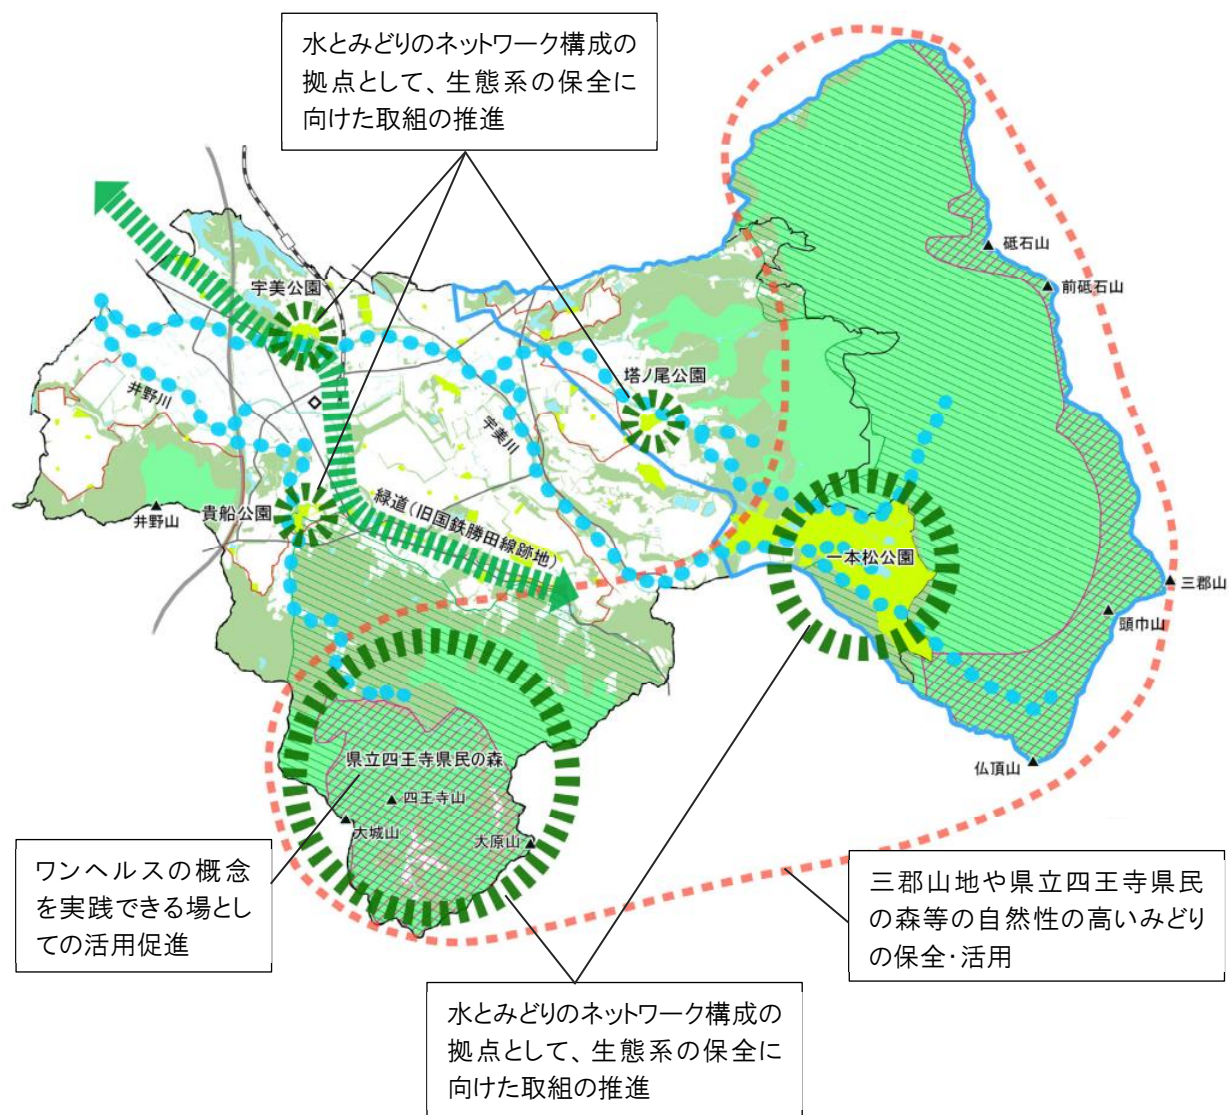 水とみどりのネットワーク構成の
拠点として、生態系の保全に
向けた取組の推進
砥石山
前砥石山
宇美公園
塔ノ尾公園
井野川
宇美川
井野山
貴船公園
緑道(旧国鉄勝田線跡地)
一本松公園
三郡山
頭巾山
県立四王寺県民の森
仏頂山
四王寺山
大城山
大原山
ワンヘルスの概念
を実践できる場とし
ての活用促進
三郡山地や県立四王寺県民
の森等の自然性の高いみどり
の保全・活用
水とみどりのネットワーク構成の
拠点として、生態系の保全に
向けた取組の推進